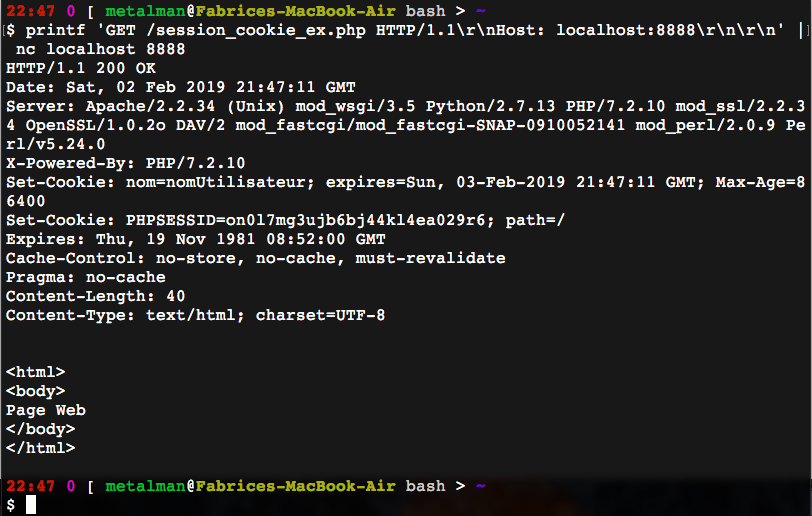 22:47 0 [ metalman@Fabrices-MacBook-Air bash > ~
[$ printf 'GET /session_cookie_ex.php HTTP/1.1\r\nHost: localhost:8888\r\n\r\n' |]
 nc localhost 8888
HTTP/1.1 200 OK
Date: Sat, 02 Feb 2019 21:47:11 GMT
Server: Apache/2.2.34 (Unix) mod_wsgi/3.5 Python/2.7.13 PHP/7.2.10 mod_ssl/2.2.3
4 OpenSSL/1.0.2o DAV/2 mod_fastcgi/mod_fastcgi-SNAP-0910052141 mod_perl/2.0.9 Pe
rl/v5.24.0
X-Powered-By: PHP/7.2.10
Set-Cookie: nom=nomUtilisateur; expires=Sun, 03-Feb-2019 21:47:11 GMT; Max-Age=8
6400
Set-Cookie: PHPSESSID=on0l7mg3ujb6bj44kl4ea029r6; path=/
Expires: Thu, 19 Nov 1981 08:52:00 GMT
Cache-Control: no-store, no-cache, must-revalidate
Pragma: no-cache
Content-Length: 40
Content-Type: text/html; charset=UTF-8
<html>
<body>
Page Web
</body>
</html>
22:47 0 [ metalman@Fabrices-MacBook-Air bash > ~
$